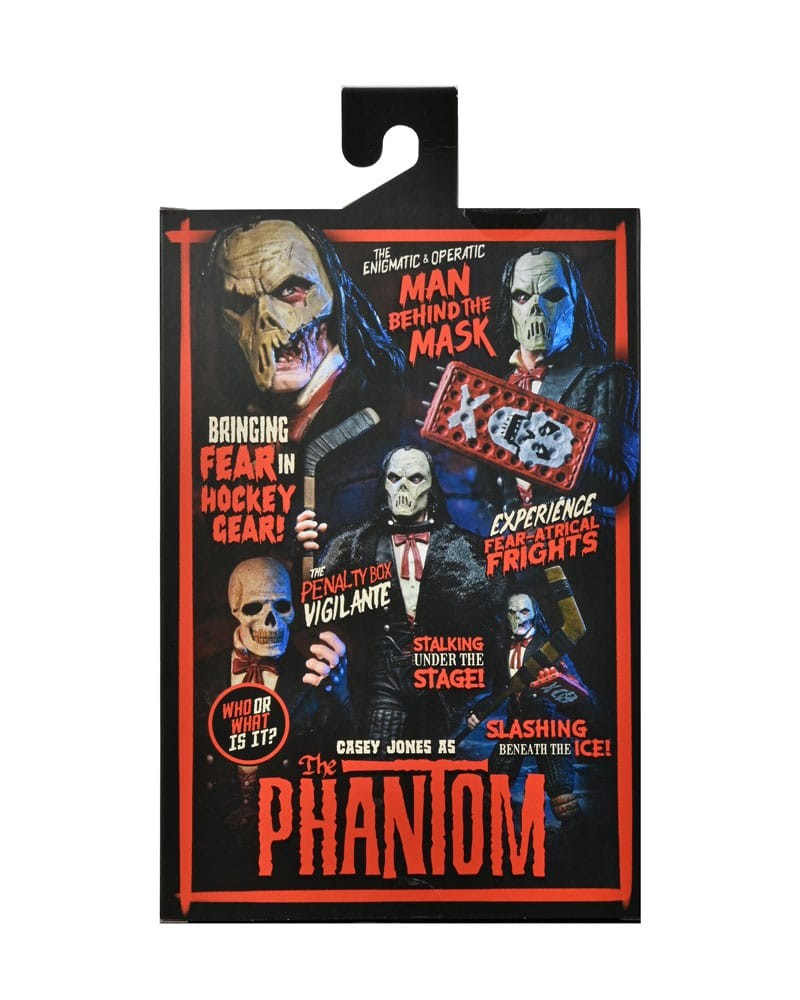 THE
ENIGMATIC & OPERATIC
MAN
BEHIND THE
MASK
BRINGING
FEAR IN
HOCKEY
GEAR!
EXPERIENCE
FEAR-ATRICAL
FRIGHTS
THE
PENALTY BOX
VIGILANTE
STALKING
UNDER THE
STAGE!
WHO OR
WHAT
IS IT?
SLASHING
BENEATH THE ICE!
CASEY JONES AS
The
PHANTOM